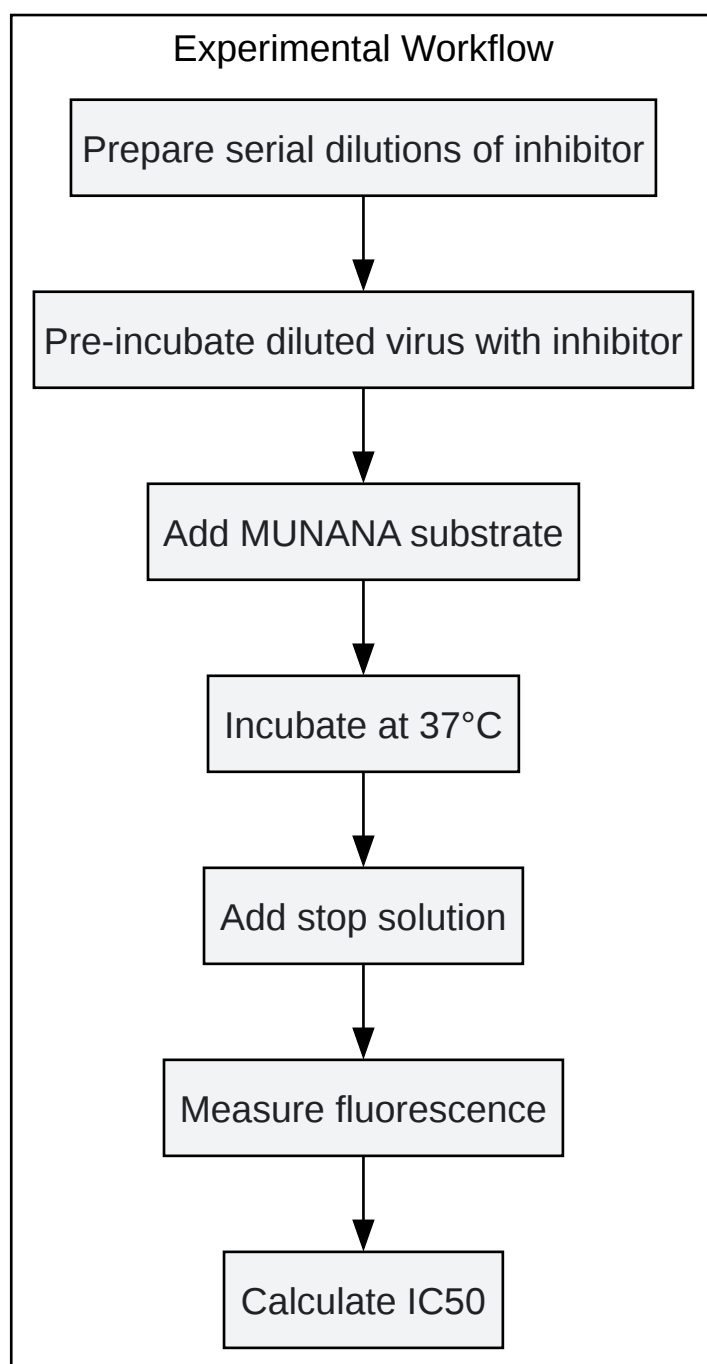 Experimental Workflow
Prepare serial dilutions of inhibitor
Pre-incubate diluted virus with inhibitor
Add MUNANA substrate
Incubate at 37°C
Add stop solution
Measure fluorescence
Calculate IC50